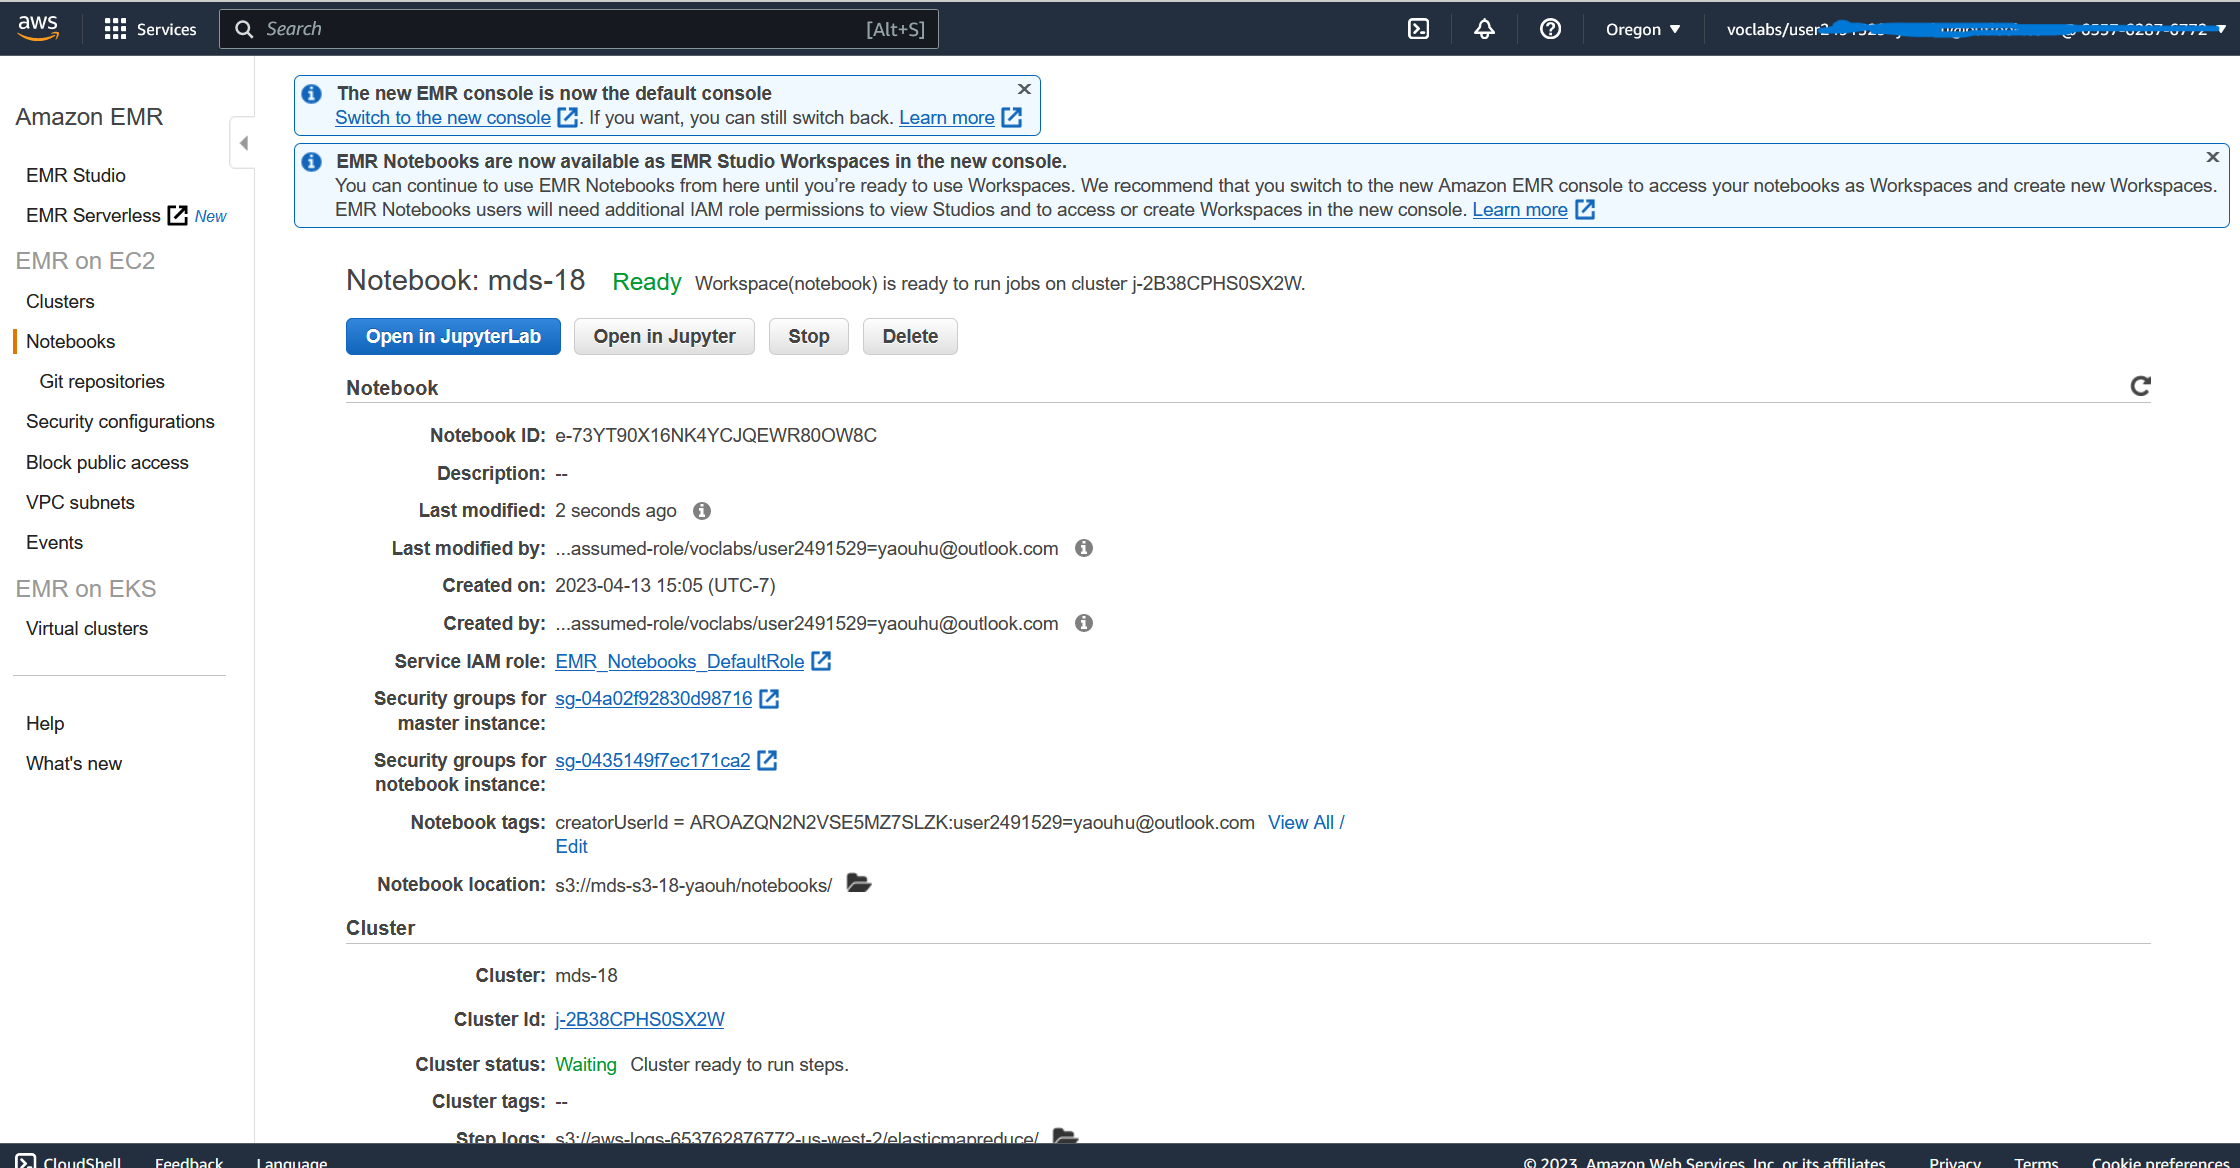 aws
Services
Search
[Alt+S]
Oregon
voclabs/user2
The new EMR console is now the default console
Switch to the new console. If you want, you can still switch back. Learn more
EMR Notebooks are now available as EMR Studio Workspaces in the new console.
You can continue to use EMR Notebooks from here until you're ready to use Workspaces. We recommend that you switch to the new Amazon EMR console to access your notebooks as Workspaces and create new Workspaces.
EMR Notebooks users will need additional IAM role permissions to view Studios and to access or create Workspaces in the new console. Learn more
Amazon EMR
EMR Studio
EMR Serverless New
EMR on EC2
Clusters
Notebooks
Git repositories
Security configurations
Block public access
VPC subnets
Events
EMR on EKS
Virtual clusters
Help
What's new
Notebook: mds-18 Ready Workspace(notebook) is ready to run jobs on cluster j-2B38CPHS0SX2W.
Open in JupyterLab
Open in Jupyter
Stop
Delete
Notebook
Notebook ID: e-73YT90X16NK4YCJQEWR80OW8C
Description: --
Last modified: 2 seconds ago
Last modified by: ...assumed-role/voclabs/user2491529=yaouhu@outlook.com
Created on: 2023-04-13 15:05 (UTC-7)
Created by: ...assumed-role/voclabs/user2491529=yaouhu@outlook.com
Service IAM role: EMR_Notebooks_DefaultRole
Security groups for sg-04a02f92830d98716
master instance:
Security groups for sg-0435149f7ec171ca2
notebook instance:
Notebook tags: creatorUserId = AROAZQN2N2VSE5MZ7SLZK:user2491529=yaouhu@outlook.com View All /
Edit
Notebook location: s3://mds-s3-18-yaouh/notebooks/
Cluster
Cluster: mds-18
Cluster Id: j-2B38CPHS0SX2W
Cluster status: Waiting Cluster ready to run steps.
Cluster tags: --
Step logs: s3://aws-logs-653762876772-us-west-2/elasticmapreduce/
CloudShell
Feedback
Language
© 2023, Amazon Web Services, Inc. or its affiliates.
Privacy
Terms
Cookie preferences